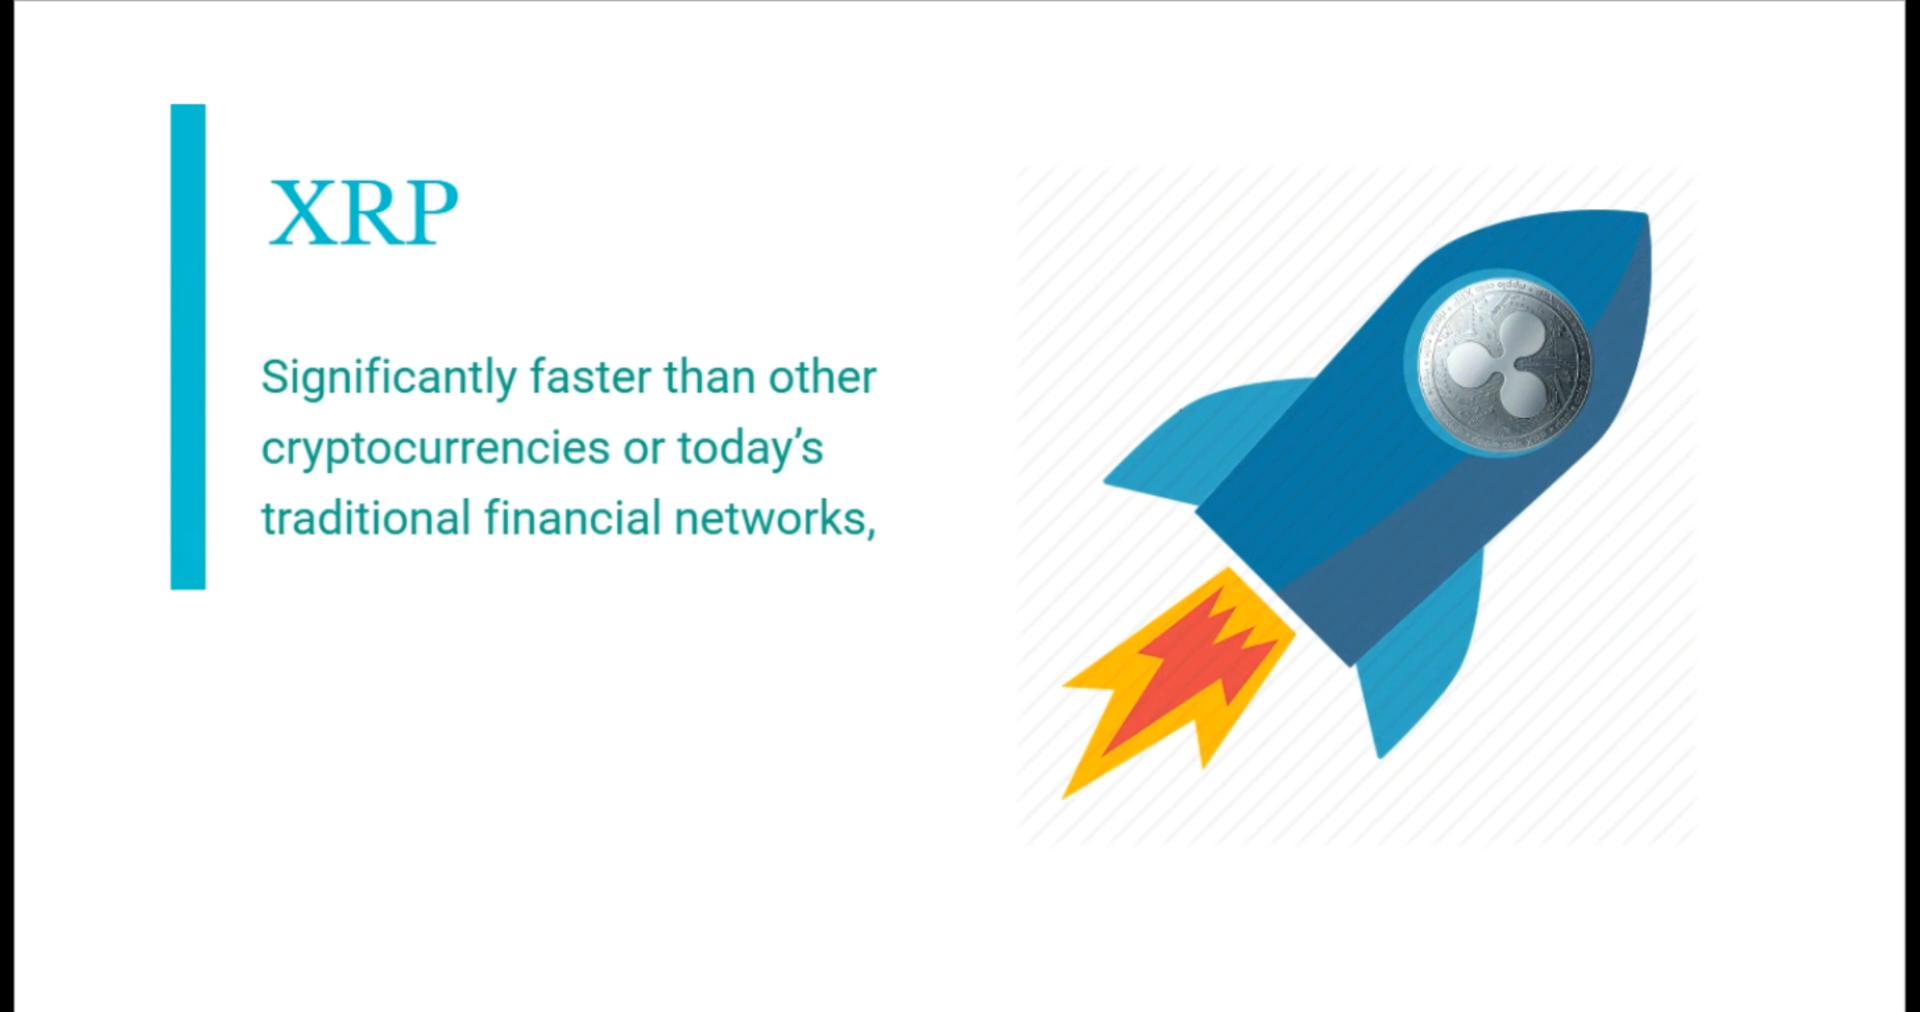 XRP
Significantly faster than other
cryptocurrencies or today’s
traditional financial networks,